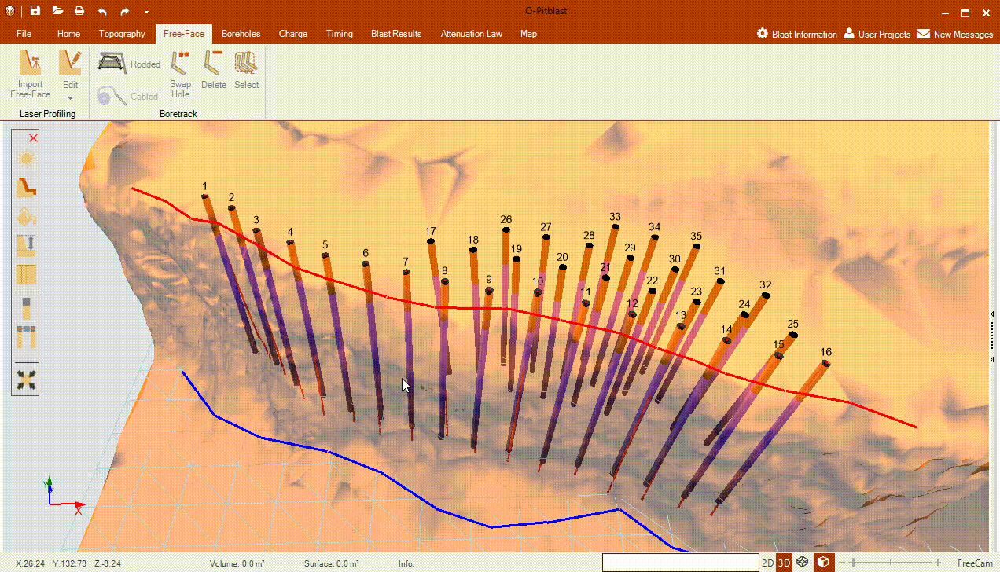 O-Pitblast
File Home Topography Free-Face Boreholes Charge Timing Blast Results Attenuation Law Map Blast Information User Projects New Messages
Import Free-Face
Edit
Rodded
Cabled
Swap Hole
Delete
Select
Laser Profiling
Boretrack
1
2
3
4
5
6
7
17
8
18
9
26
19
10
27
20
11
28
21
12
33
29
22
13
34
30
23
14
35
31
24
15
32
25
16
Y
X
X:26,24 Y:132,73 Z:-3,24 Volume: 0,0 m³ Surface: 0,0 m² Info: 2D 3D FreeCam